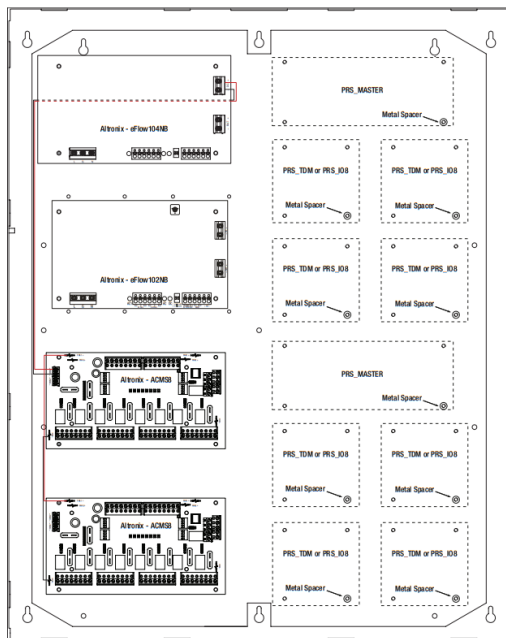 PRS_MASTER
Metal Spacer
Altronix - eFlow104NB
PRS_TDM or PRS_IO8
PRS_TDM or PRS_IO8
Metal Spacer
Metal Spacer
Altronix - eFlow102NB
PRS_TDM or PRS_IO8
PRS_TDM or PRS_IO8
Metal Spacer
Metal Spacer
Altronix - ACMS8
PRS_MASTER
Metal Spacer
PRS_TDM or PRS_IO8
PRS_TDM or PRS_IO8
Metal Spacer
Metal Spacer
Altronix - ACMS8
PRS_TDM or PRS_IO8
PRS_TDM or PRS_IO8
Metal Spacer
Metal Spacer